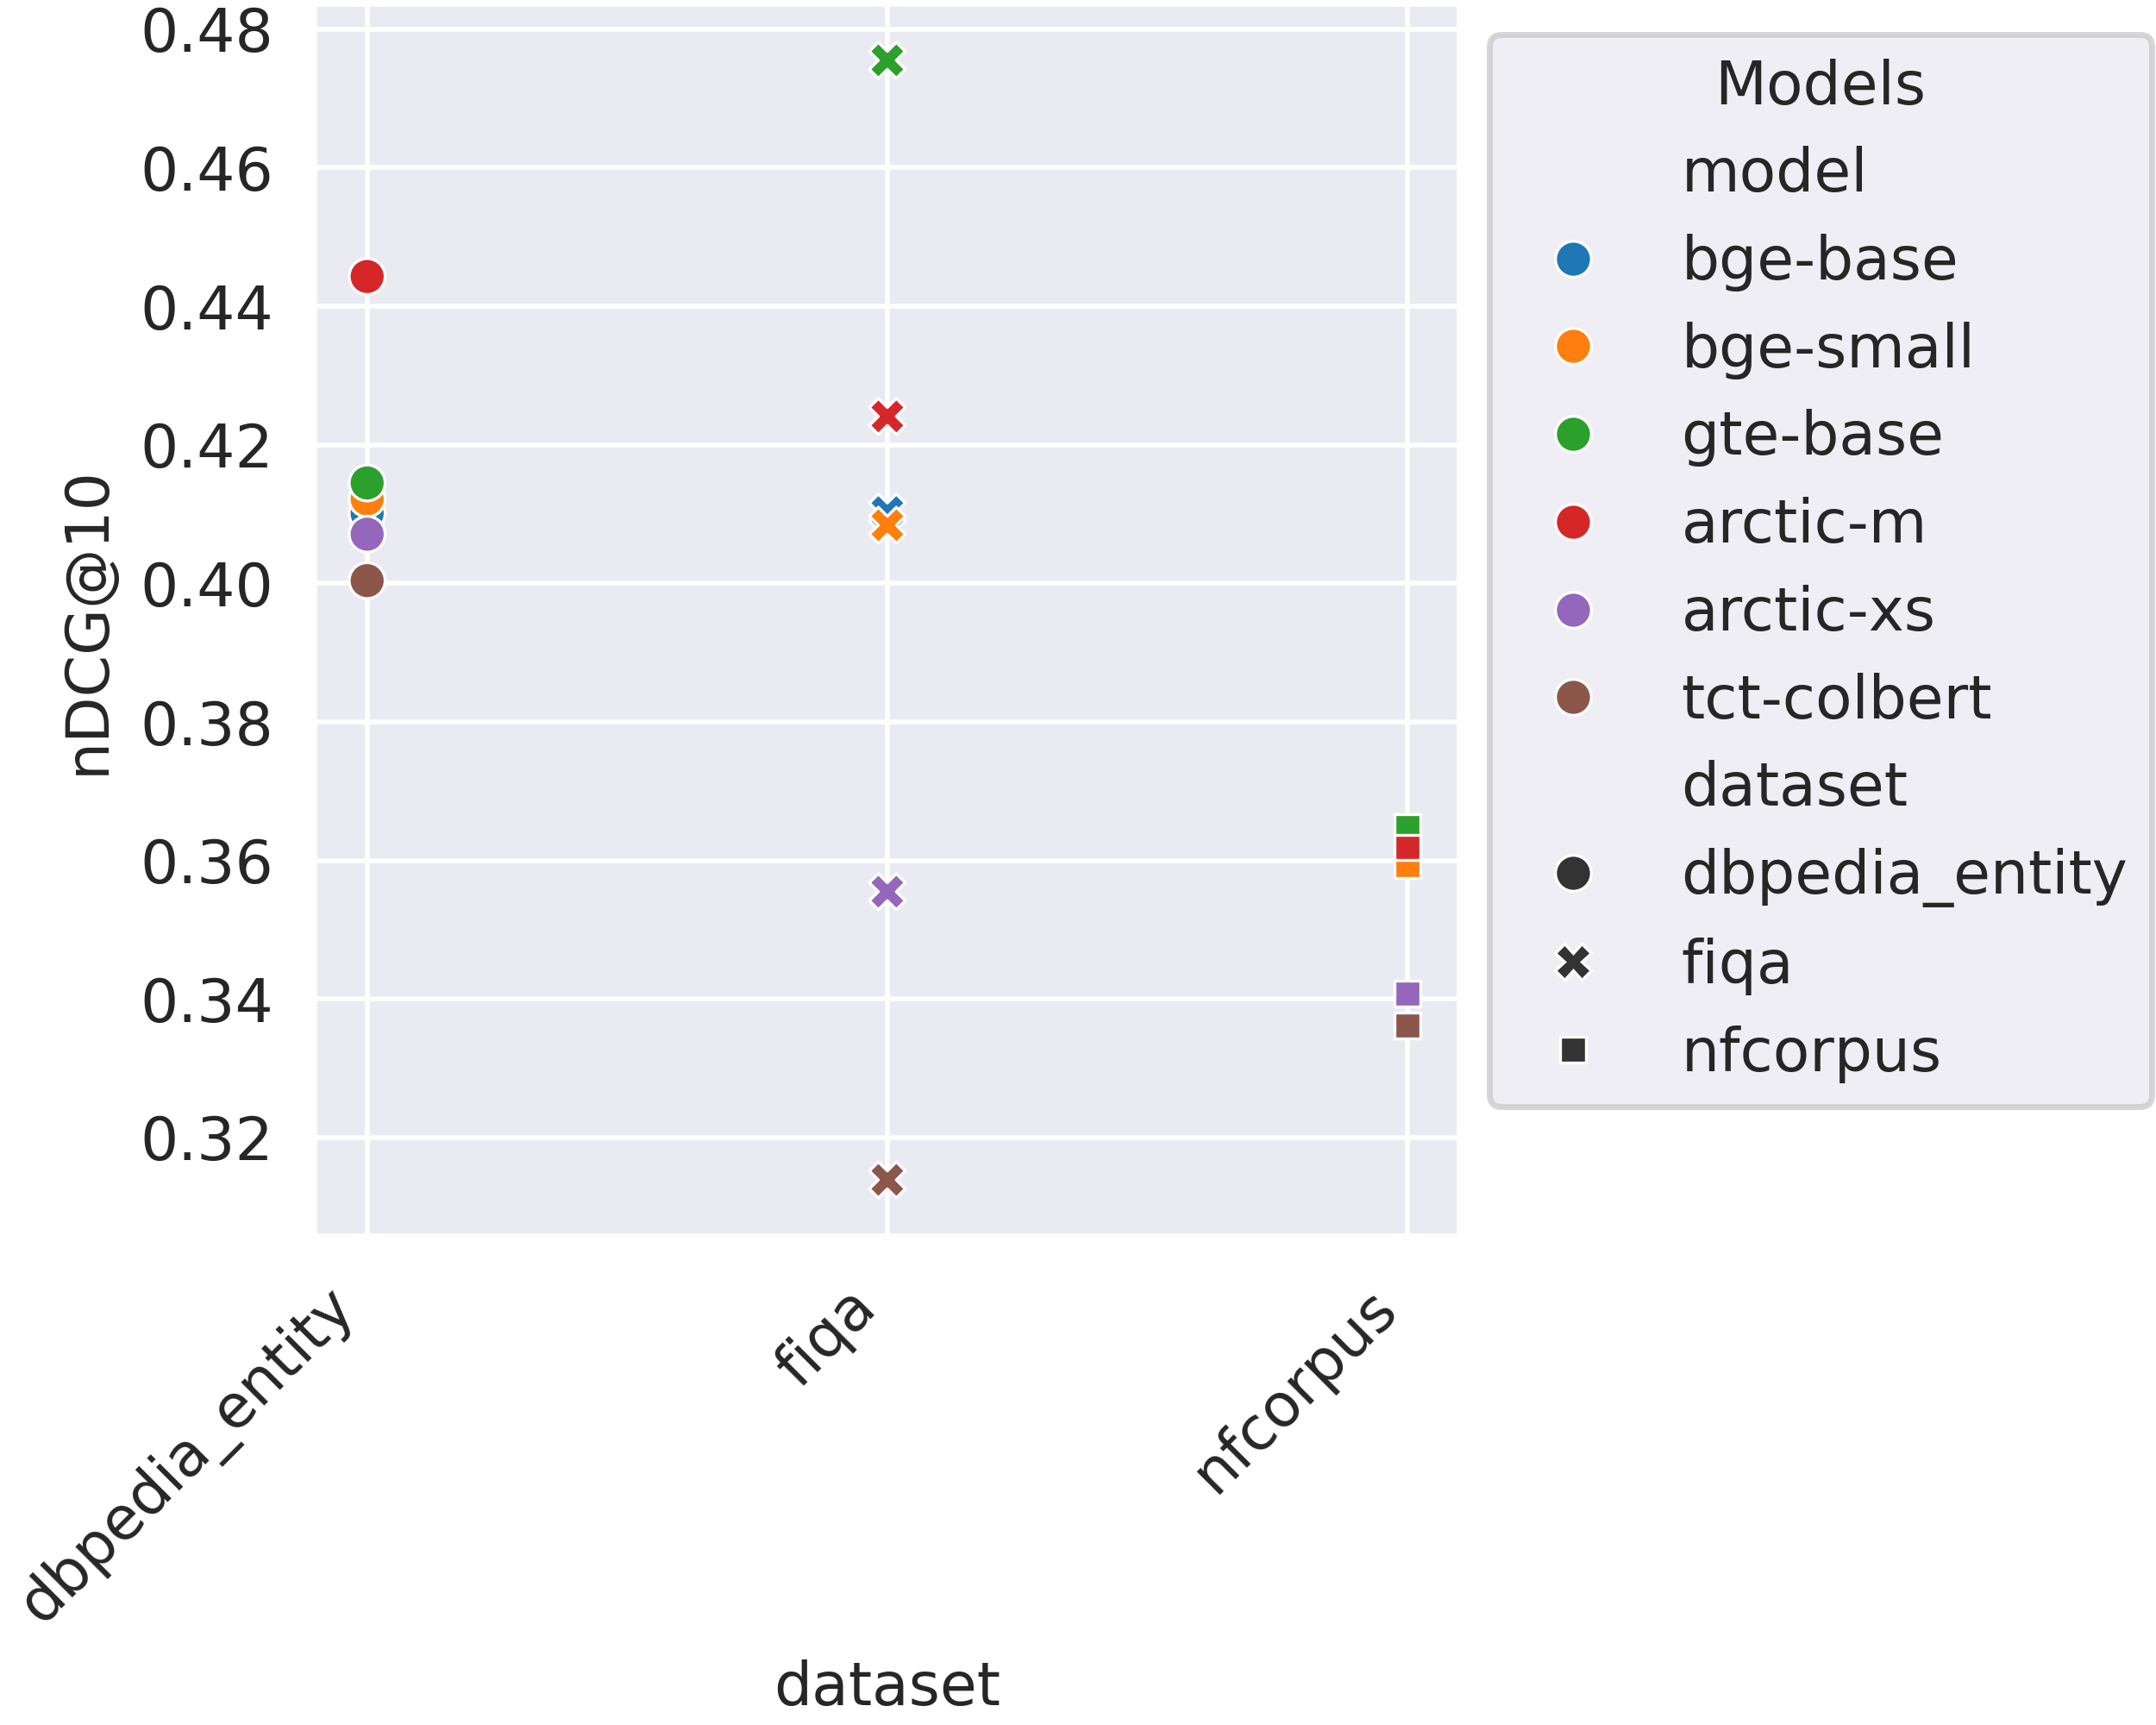 0.48
0.46
0.44
0.42
0.40
0.38
0.36
0.34
0.32
nDCG@10
dbpedia_entity
fiqa
nfcorpus
dataset
Models
model
bge-base
bge-small
gte-base
arctic-m
arctic-xs
tct-colbert
dataset
dbpedia_entity
fiqa
nfcorpus